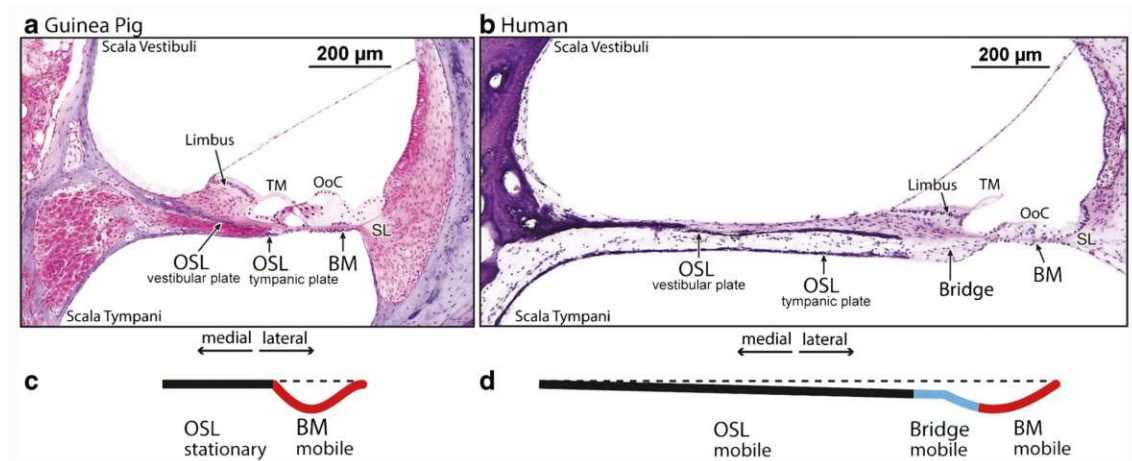 a Guinea Pig
Scala Vestibuli
200 µm
Limbus
TM
OoC
SL
OSL
vestibular plate
OSL
tympanic plate
BM
Scala Tympani
medial lateral
b Human
Scala Vestibuli
200 µm
Limbus
TM
OoC
SL
OSL
vestibular plate
OSL
tympanic plate
Bridge
BM
Scala Tympani
medial lateral
c
OSL
stationary
BM
mobile
d
OSL
mobile
Bridge
mobile
BM
mobile